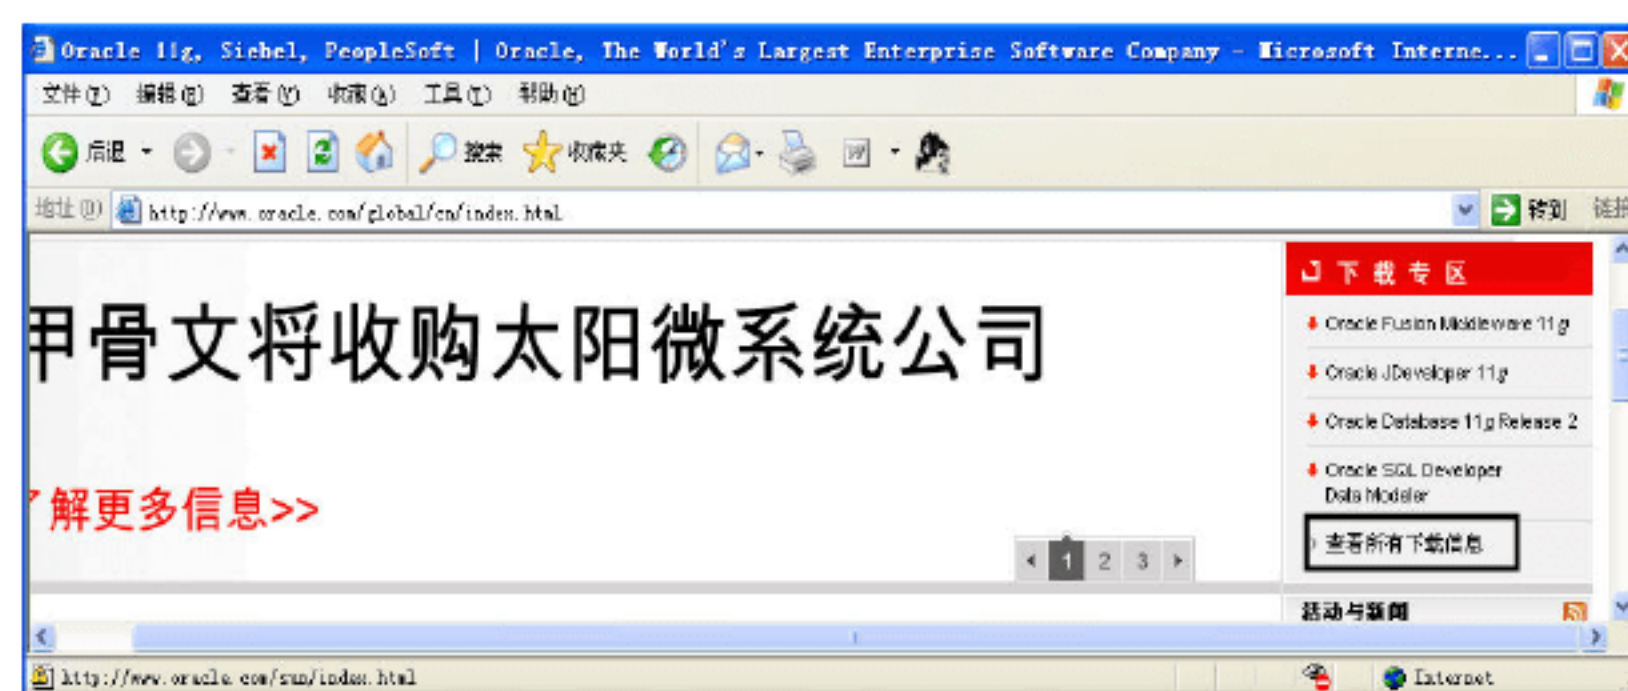 Oracle 11g, Siebel, PeopleSoft | Oracle, The World's Largest Enterprise Software Company - Microsoft Interne...
文件(F) 编辑(E) 查看(V) 收藏(A) 工具(T) 帮助(H)
后退 搜索 收藏夹
地址(D) http://www.oracle.com/global/cn/index.html 转到 链接
下载专区
甲骨文将收购太阳微系统公司
Oracle Fusion Middleware 11g
Oracle JDeveloper 11g
Oracle Database 11g Release 2
Oracle SQL Developer
Data Modeler
了解更多信息>>
查看所有下载信息
1 2 3
活动与新闻
http://www.oracle.com/sun/index.html Internet